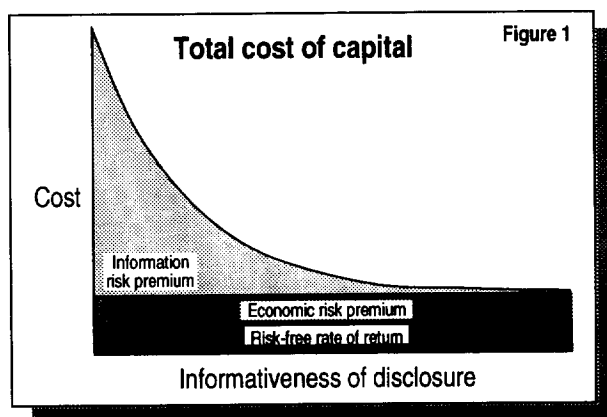 Figure 1
Total cost of capital
Cost
Information
risk premium
Economic risk premium
Risk-free rate of return
Informativeness of disclosure